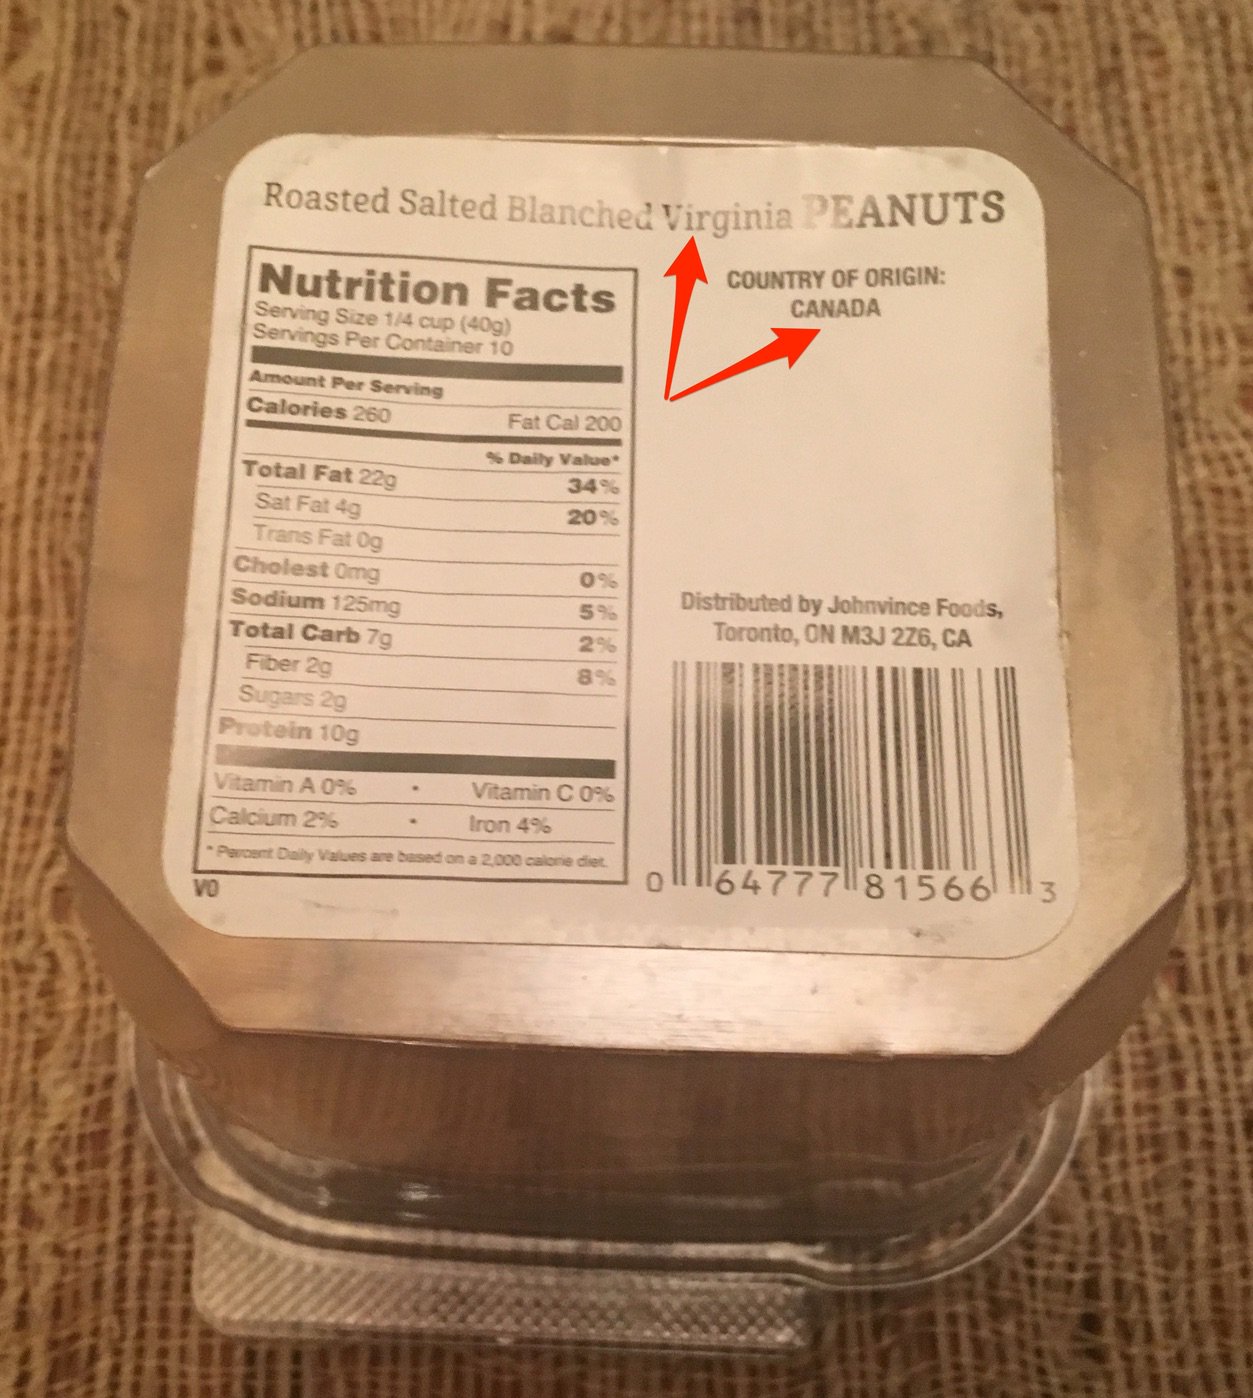 Roasted Salted Blanched Virginia PEANUTS
Nutrition Facts
Serving Size 1/4 cup (40g)
Servings Per Container 10
Amount Per Serving
Calories 260 Fat Cal 200
% Daily Value*
Total Fat 22g 34%
Sat Fat 4g 20%
Trans Fat 0g
Cholest 0mg 0%
Sodium 125mg 5%
Total Carb 7g 2%
Fiber 2g 8%
Sugars 2g
Protein 10g
Vitamin A 0% • Vitamin C 0%
Calcium 2% • Iron 4%
* Percent Daily Values are based on a 2,000 calorie diet.
V0
COUNTRY OF ORIGIN:
CANADA
Distributed by Johnvince Foods,
Toronto, ON M3J 2Z6, CA
0 64777 81566 3